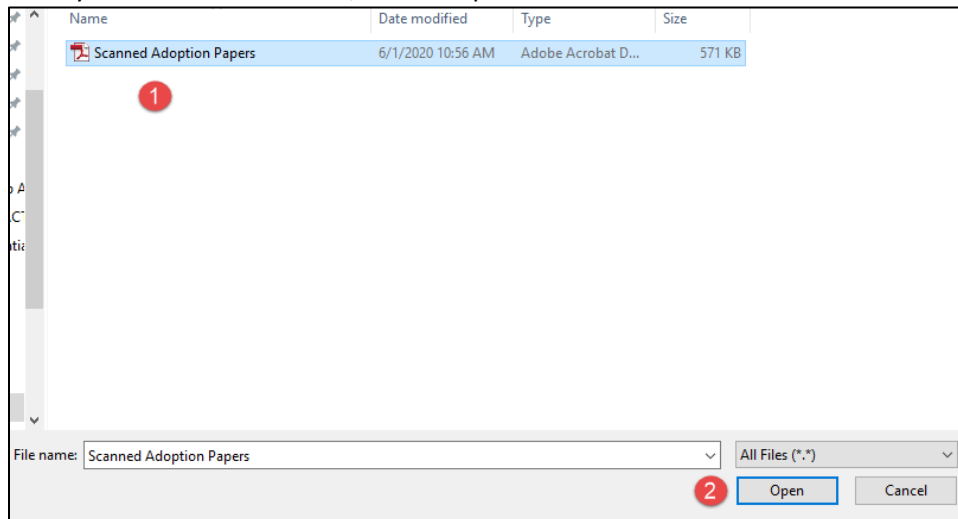 Name Date modified Type Size
Scanned Adoption Papers 6/1/2020 10:56 AM Adobe Acrobat D... 571 KB
1
File name: Scanned Adoption Papers All Files (*.*)
2 Open Cancel